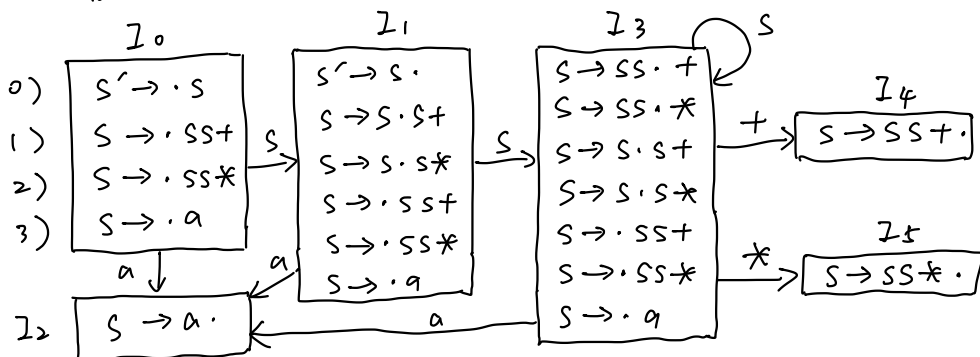 I₀
0) S′ → · S
1) S → · SS+
2) S → · SS*
3) S → · a
S
a
I₁
S′ → S ·
S → S · S+
S → S · S*
S → · SS+
S → · SS*
S → · a
S
a
I₂
S → a ·
I₃
S → SS · +
S → SS · *
S → S · S+
S → S · S*
S → · SS+
S → · SS*
S → · a
S
a
+
I₄
S → SS+ ·
*
I₅
S → SS* ·